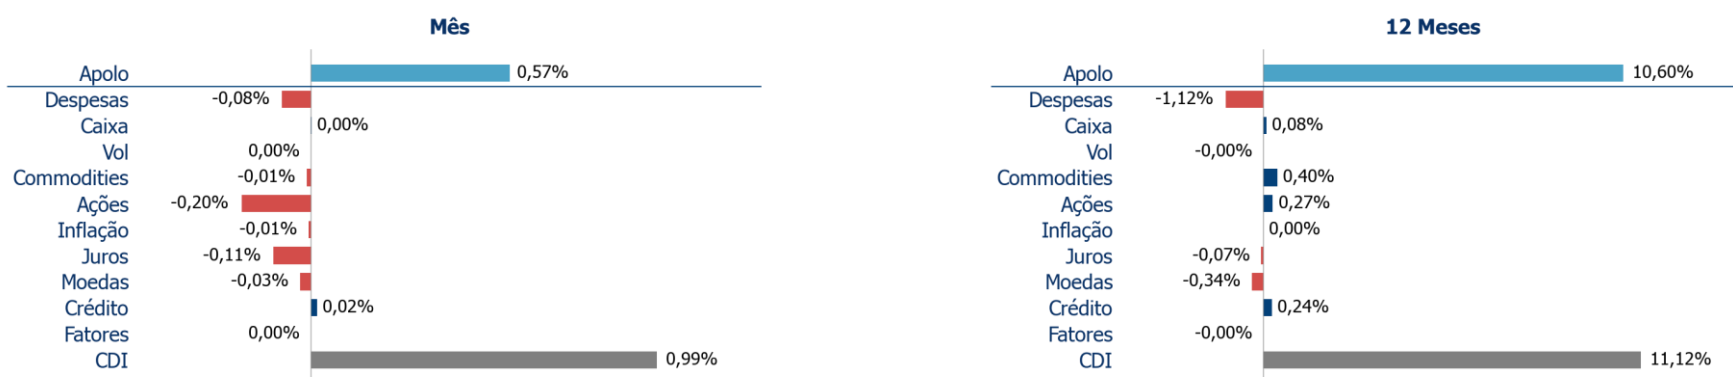 Mês
Apolo 0,57%
Despesas -0,08%
Caixa 0,00%
Vol 0,00%
Commodities -0,01%
Ações -0,20%
Inflação -0,01%
Juros -0,11%
Moedas -0,03%
Crédito 0,02%
Fatores 0,00%
CDI 0,99%
12 Meses
Apolo 10,60%
Despesas -1,12%
Caixa 0,08%
Vol -0,00%
Commodities 0,40%
Ações 0,27%
Inflação 0,00%
Juros -0,07%
Moedas -0,34%
Crédito 0,24%
Fatores -0,00%
CDI 11,12%